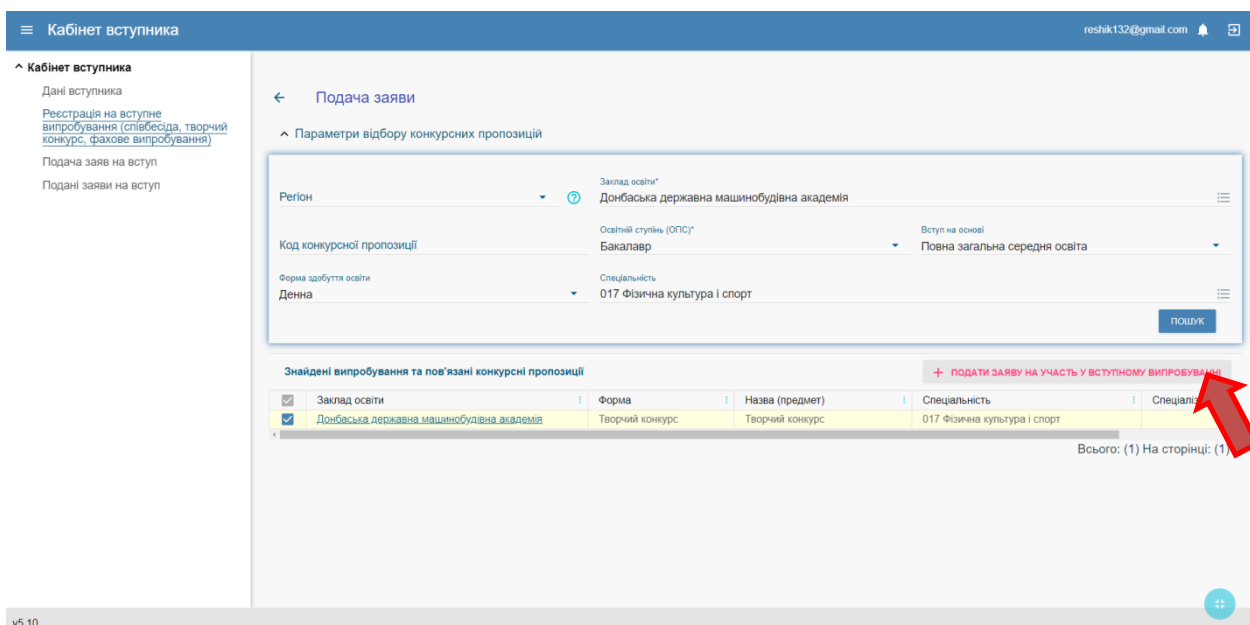 Кабінет вступника
reshik132@gmail.com
Кабінет вступника
Дані вступника
Реєстрація на вступне
випробування (співбесіда, творчий
конкурс, фахове випробування)
Подача заяв на вступ
Подані заяви на вступ
Подача заяви
Параметри відбору конкурсних пропозицій
Регіон
Заклад освіти*
Донбаська державна машинобудівна академія
Код конкурсної пропозиції
Освітній ступінь (ОПС)*
Бакалавр
Вступ на основі
Повна загальна середня освіта
Форма здобуття освіти
Денна
Спеціальність
017 Фізична культура і спорт
ПОШУК
Знайдені випробування та пов'язані конкурсні пропозиції
+ ПОДАТИ ЗАЯВУ НА УЧАСТЬ У ВСТУПНОМУ ВИПРОБУВАННІ
Заклад освіти Форма Назва (предмет) Спеціальність
Донбаська державна машинобудівна академія Творчий конкурс Творчий конкурс 017 Фізична культура і спорт
Всього: (1) На сторінці: (1)
v5.10